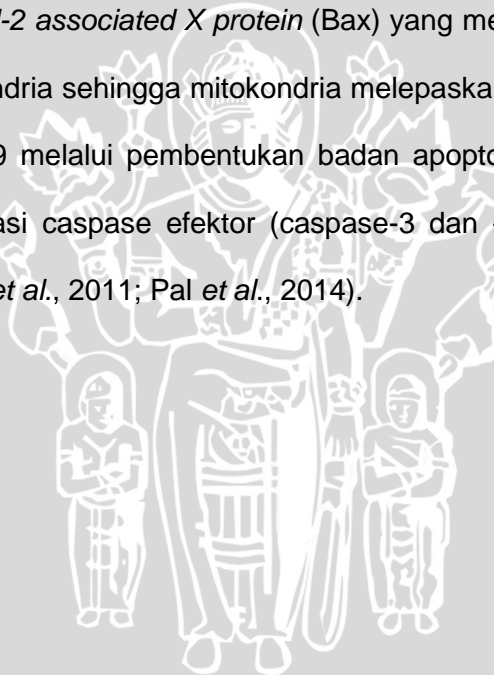 l-2 associated X protein (Bax) yang me
ndria sehingga mitokondria melepaska
9 melalui pembentukan badan apopto
asi caspase efektor (caspase-3 dan
et al., 2011; Pal et al., 2014).